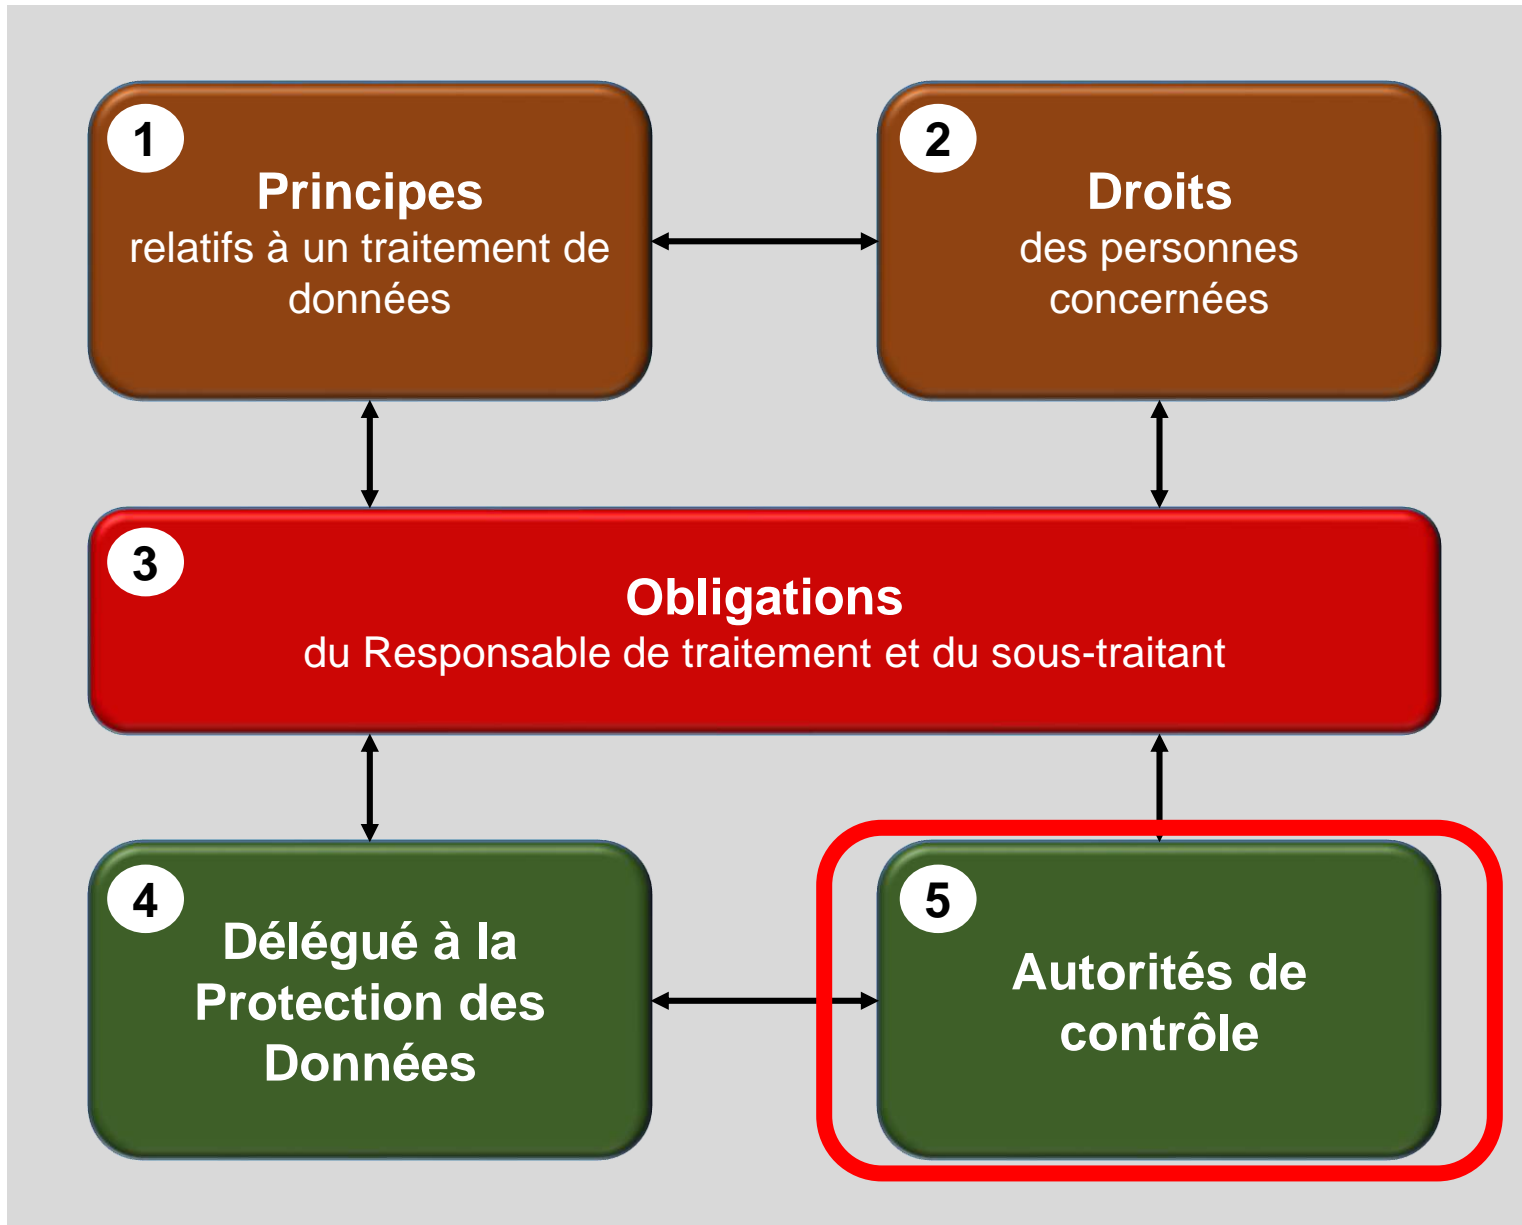 1
Principes
relatifs à un traitement de
données
2
Droits
des personnes
concernées
3
Obligations
du Responsable de traitement et du sous-traitant
4
Délégué à la
Protection des
Données
5
Autorités de
contrôle